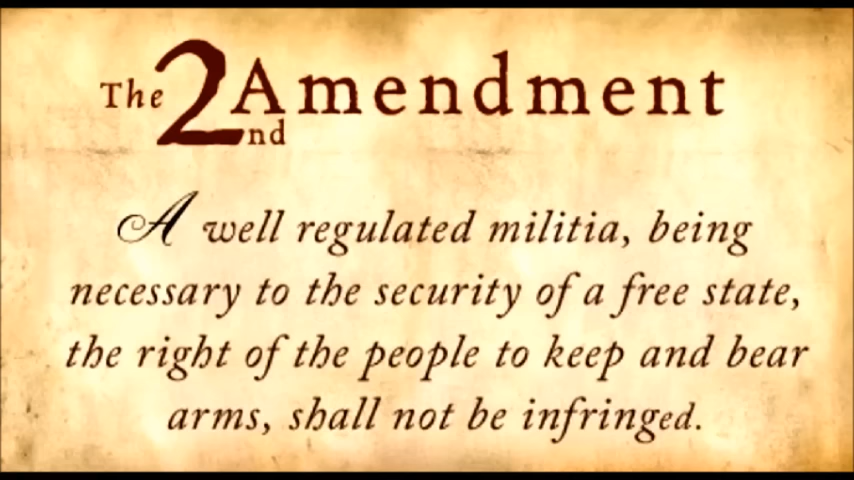 The 2nd Amendment
A well regulated militia, being
necessary to the security of a free state,
the right of the people to keep and bear
arms, shall not be infringed.